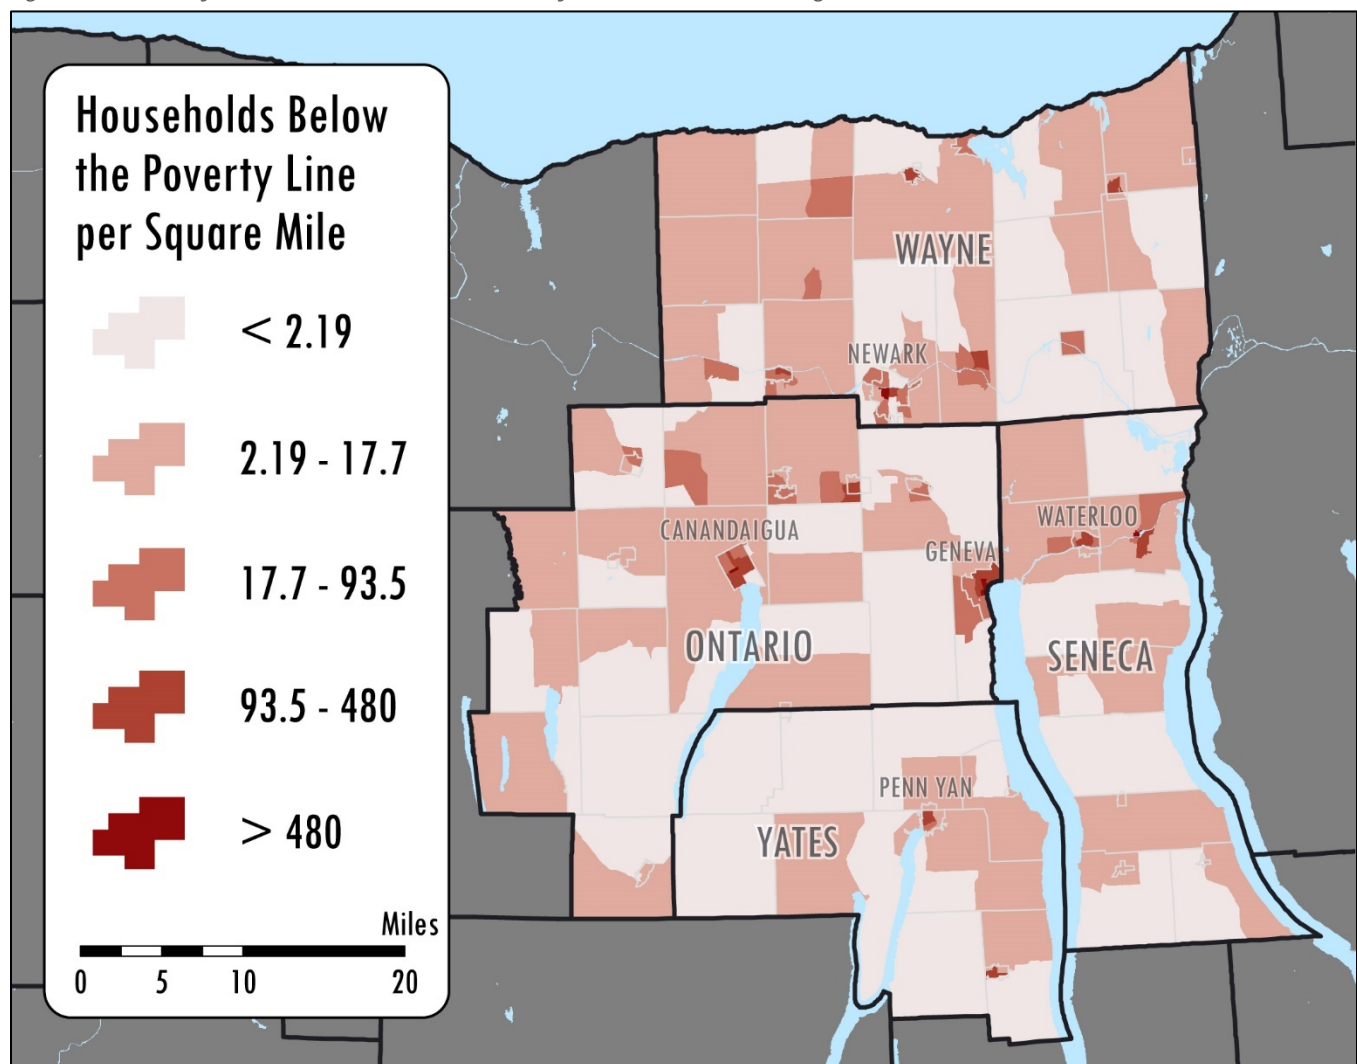 Households Below
the Poverty Line
per Square Mile
< 2.19
2.19 - 17.7
17.7 - 93.5
93.5 - 480
> 480
Miles
0 5 10 20
WAYNE
NEWARK
CANANDAIGUA
WATERLOO
GENEVA
ONTARIO
SENECA
PENN YAN
YATES